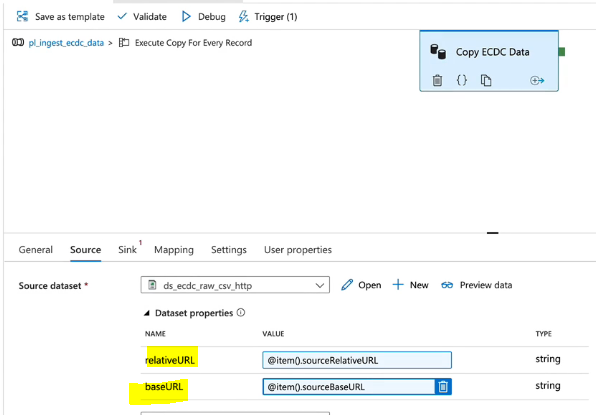 Save as template Validate Debug Trigger (1)
pl_ingest_ecdc_data > Execute Copy For Every Record
Copy ECDC Data
{}
General Source Sink 1 Mapping Settings User properties
Source dataset * ds_ecdc_raw_csv_http Open New Preview data
Dataset properties
NAME VALUE TYPE
relativeURL @item().sourceRelativeURL string
baseURL @item().sourceBaseURL string